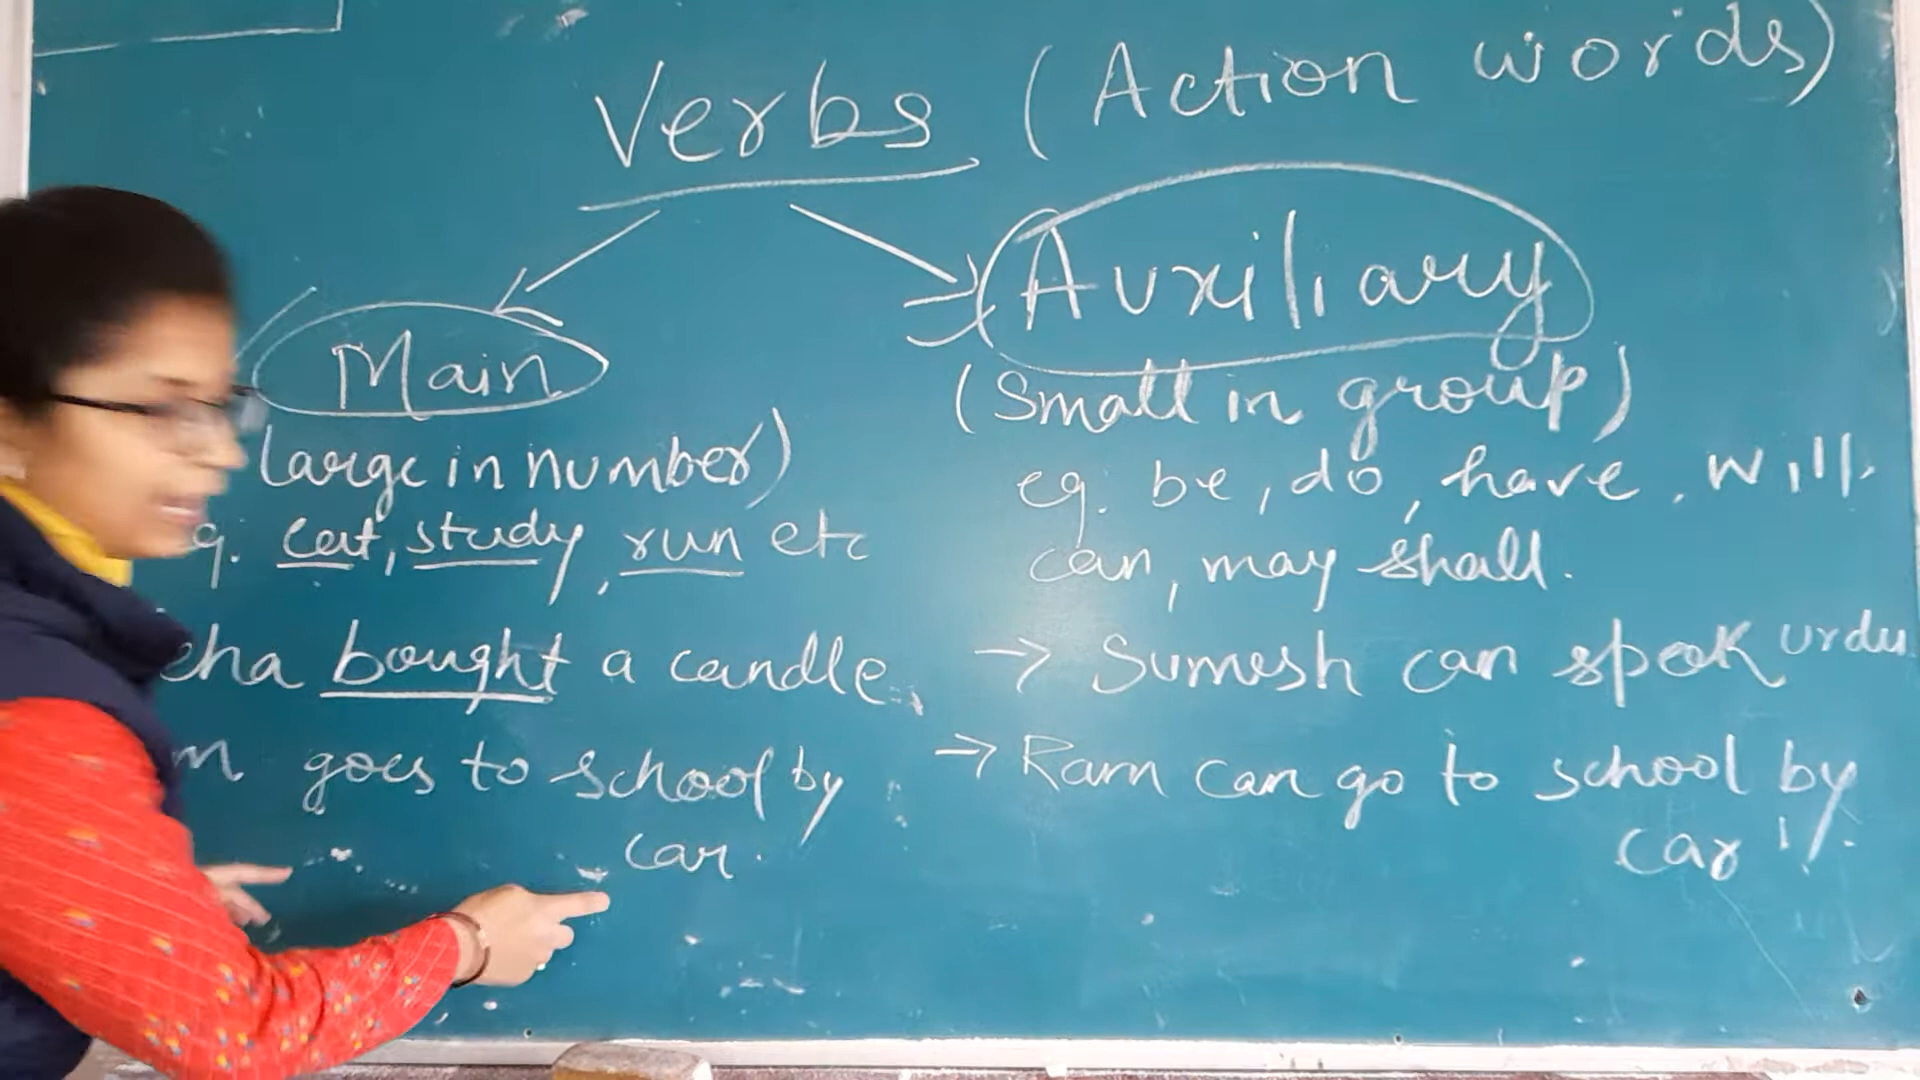 Verbs (Action words)
Main
Auxiliary
large in number)
(Small in group)
eg. be, do, have, will
can, may shall.
g. eat, study, run etc
bought a candle.
goes to school by
car.
→ Sumesh can speak urdu
→ Ram can go to school by
car